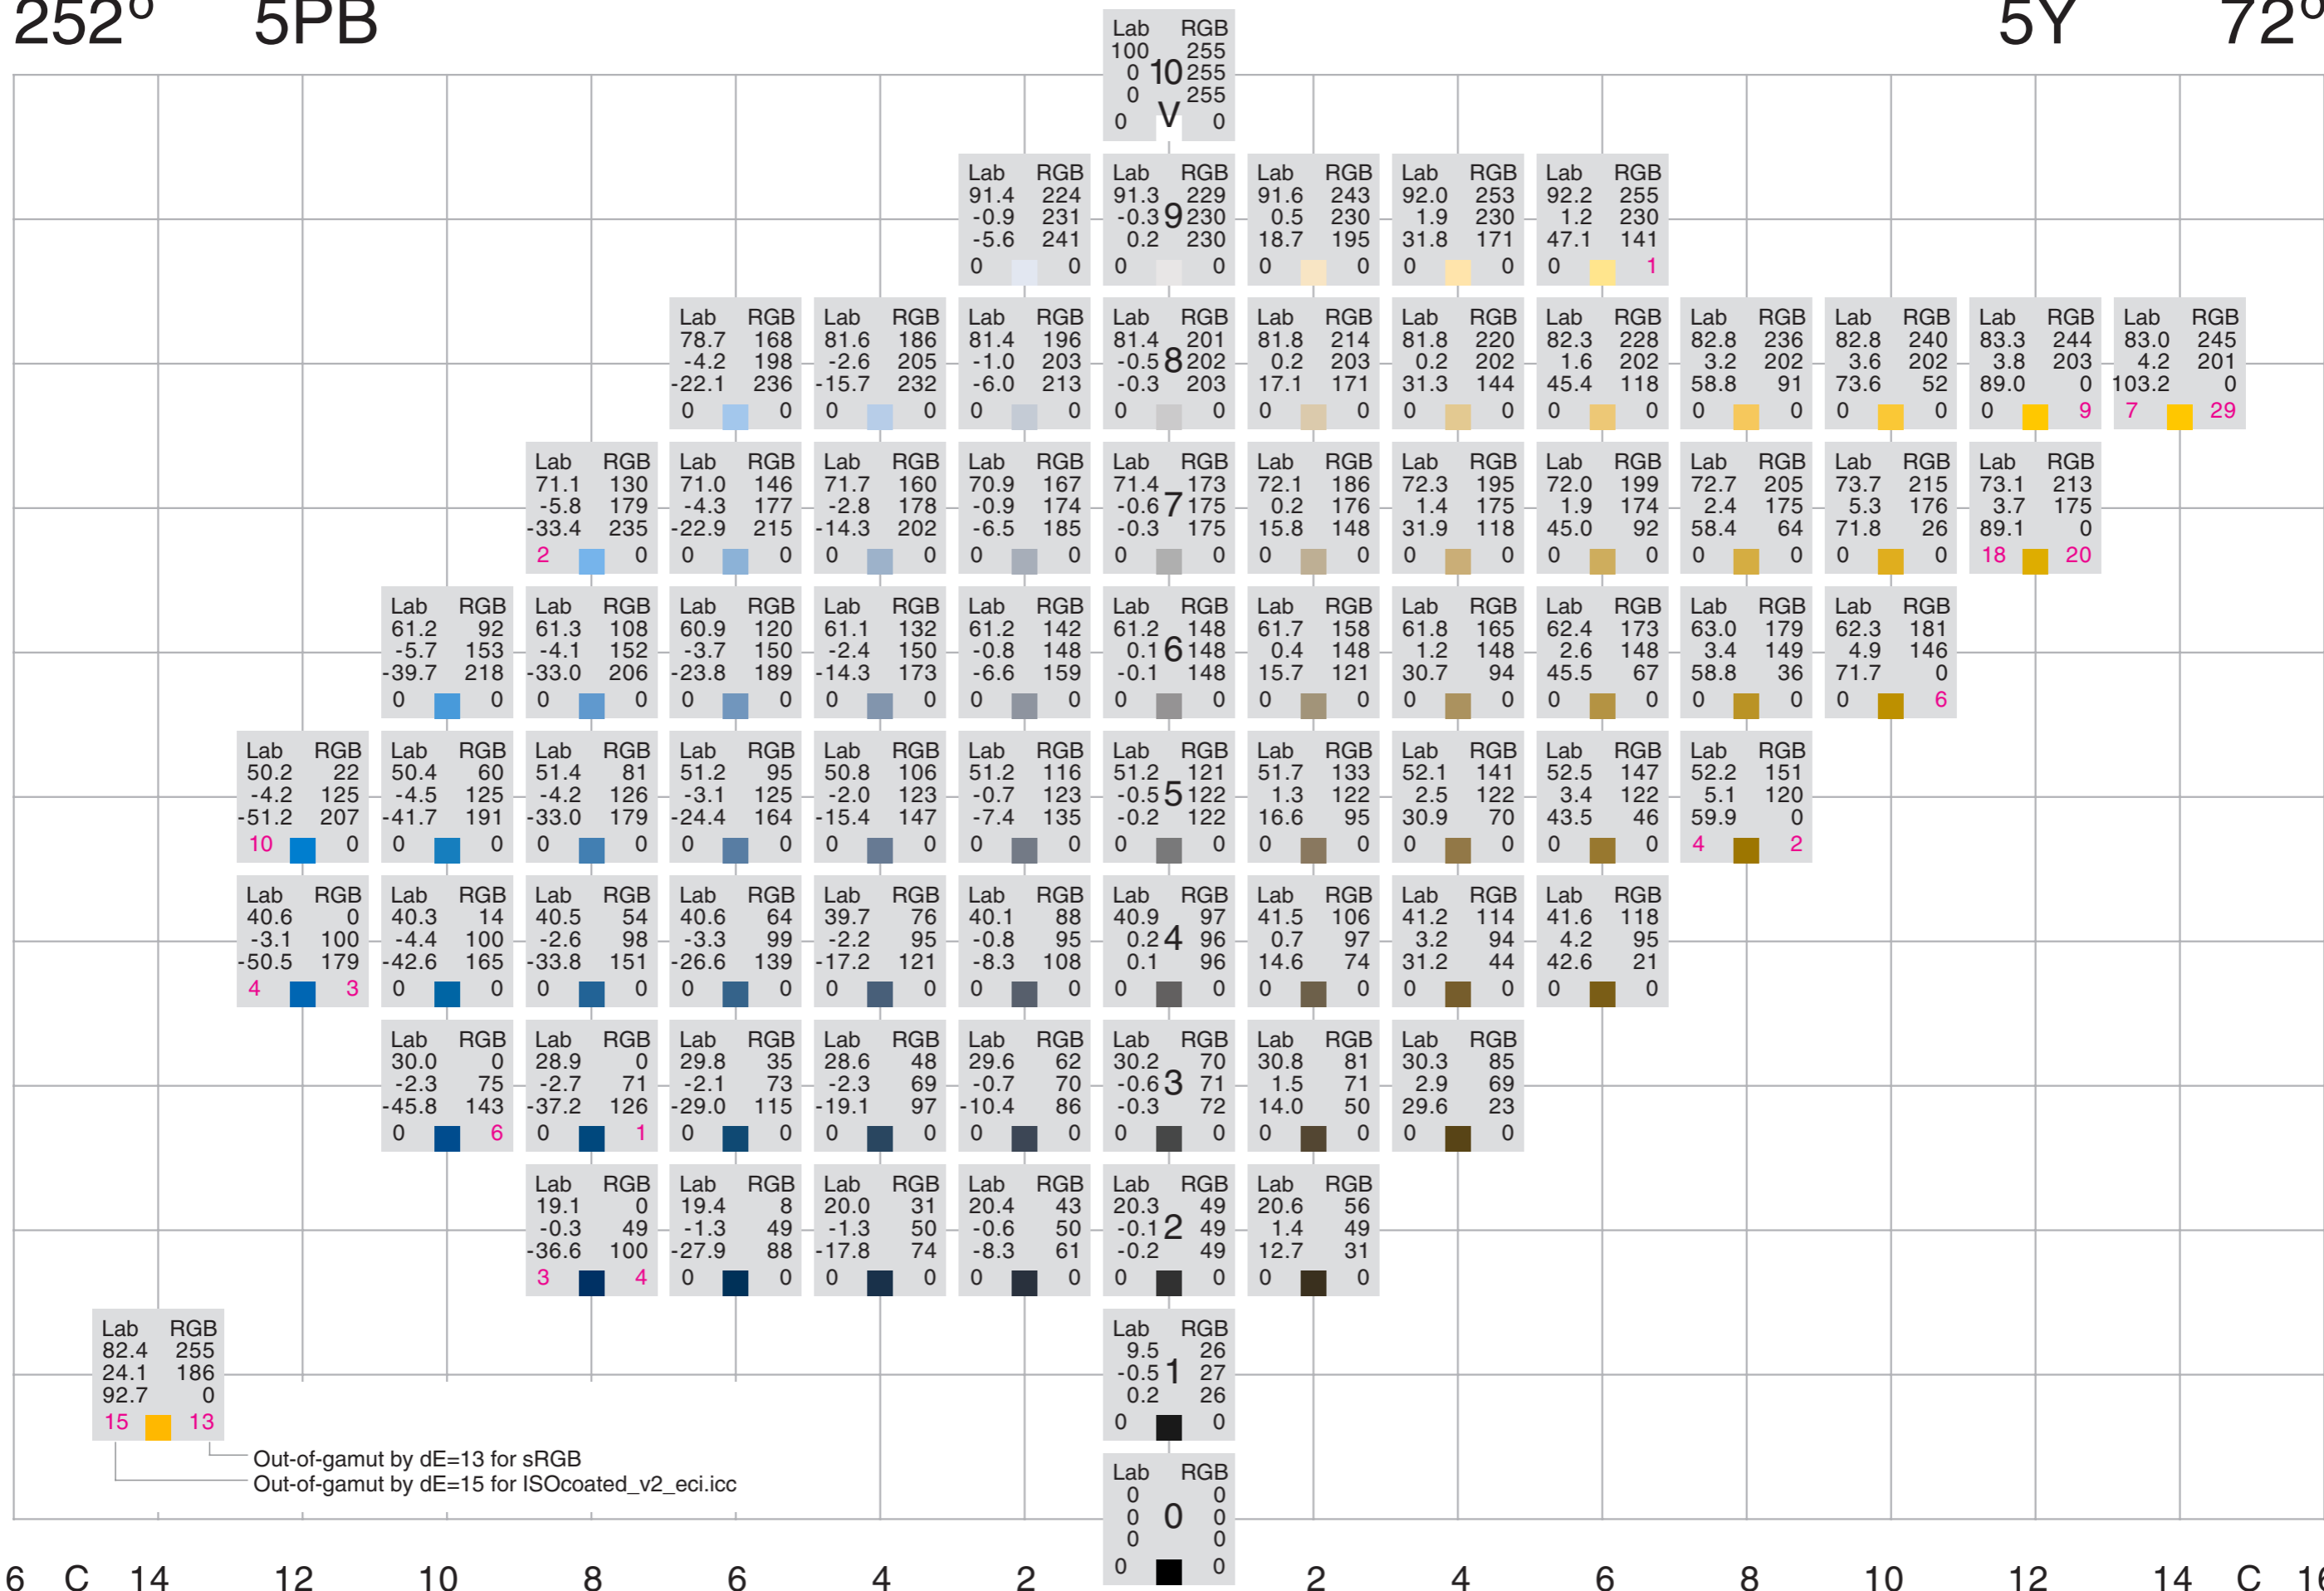 252° 5PB 5Y 72°
Lab RGB
100 255
0 10 255
0 255
0 V 0
Lab RGB Lab RGB Lab RGB Lab RGB Lab RGB
91.4 224 91.3 229 91.6 243 92.0 253 92.2 255
-0.9 231 -0.3 9 230 0.5 230 1.9 230 1.2 230
-5.6 241 0.2 230 18.7 195 31.8 171 47.1 141
0 0 0 0 0 0 0 0 0 1
Lab RGB Lab RGB Lab RGB Lab RGB Lab RGB Lab RGB Lab RGB Lab RGB Lab RGB Lab RGB Lab RGB
78.7 168 81.6 186 81.4 196 81.4 201 81.8 214 81.8 220 82.3 228 82.8 236 82.8 240 83.3 244 83.0 245
-4.2 198 -2.6 205 -1.0 203 -0.5 8 202 0.2 203 0.2 202 1.6 202 3.2 202 3.6 202 3.8 203 4.2 201
-22.1 236 -15.7 232 -6.0 213 -0.3 203 17.1 171 31.3 144 45.4 118 58.8 91 73.6 52 89.0 0 103.2 0
0 0 0 0 0 0 0 0 0 0 0 0 0 0 0 0 0 0 0 9 7 29
Lab RGB Lab RGB Lab RGB Lab RGB Lab RGB Lab RGB Lab RGB Lab RGB Lab RGB Lab RGB Lab RGB
71.1 130 71.0 146 71.7 160 70.9 167 71.4 173 72.1 186 72.3 195 72.0 199 72.7 205 73.7 215 73.1 213
-5.8 179 -4.3 177 -2.8 178 -0.9 174 -0.6 7 175 0.2 176 1.4 175 1.9 174 2.4 175 5.3 176 3.7 175
-33.4 235 -22.9 215 -14.3 202 -6.5 185 -0.3 175 15.8 148 31.9 118 45.0 92 58.4 64 71.8 26 89.1 0
2 0 0 0 0 0 0 0 0 0 0 0 0 0 0 0 0 0 0 0 18 20
Lab RGB Lab RGB Lab RGB Lab RGB Lab RGB Lab RGB Lab RGB Lab RGB Lab RGB Lab RGB Lab RGB
61.2 92 61.3 108 60.9 120 61.1 132 61.2 142 61.2 148 61.7 158 61.8 165 62.4 173 63.0 179 62.3 181
-5.7 153 -4.1 152 -3.7 150 -2.4 150 -0.8 148 0.1 6 148 0.4 148 1.2 148 2.6 148 3.4 149 4.9 146
-39.7 218 -33.0 206 -23.8 189 -14.3 173 -6.6 159 -0.1 148 15.7 121 30.7 94 45.5 67 58.8 36 71.7 0
0 0 0 0 0 0 0 0 0 0 0 0 0 0 0 0 0 0 0 0 0 6
Lab RGB Lab RGB Lab RGB Lab RGB Lab RGB Lab RGB Lab RGB Lab RGB Lab RGB Lab RGB Lab RGB
50.2 22 50.4 60 51.4 81 51.2 95 50.8 106 51.2 116 51.2 121 51.7 133 52.1 141 52.5 147 52.2 151
-4.2 125 -4.5 125 -4.2 126 -3.1 125 -2.0 123 -0.7 123 -0.5 5 122 1.3 122 2.5 122 3.4 122 5.1 120
-51.2 207 -41.7 191 -33.0 179 -24.4 164 -15.4 147 -7.4 135 -0.2 122 16.6 95 30.9 70 43.5 46 59.9 0
10 0 0 0 0 0 0 0 0 0 0 0 0 0 0 0 0 0 0 0 4 2
Lab RGB Lab RGB Lab RGB Lab RGB Lab RGB Lab RGB Lab RGB Lab RGB Lab RGB Lab RGB
40.6 0 40.3 14 40.5 54 40.6 64 39.7 76 40.1 88 40.9 97 41.5 106 41.2 114 41.6 118
-3.1 100 -4.4 100 -2.6 98 -3.3 99 -2.2 95 -0.8 95 0.2 4 96 0.7 97 3.2 94 4.2 95
-50.5 179 -42.6 165 -33.8 151 -26.6 139 -17.2 121 -8.3 108 0.1 96 14.6 74 31.2 44 42.6 21
4 3 0 0 0 0 0 0 0 0 0 0 0 0 0 0 0 0 0 0
Lab RGB Lab RGB Lab RGB Lab RGB Lab RGB Lab RGB Lab RGB Lab RGB
30.0 0 28.9 0 29.8 35 28.6 48 29.6 62 30.2 70 30.8 81 30.3 85
-2.3 75 -2.7 71 -2.1 73 -2.3 69 -0.7 70 -0.6 3 71 1.5 71 2.9 69
-45.8 143 -37.2 126 -29.0 115 -19.1 97 -10.4 86 -0.3 72 14.0 50 29.6 23
0 6 0 1 0 0 0 0 0 0 0 0 0 0 0 0
Lab RGB Lab RGB Lab RGB Lab RGB Lab RGB Lab RGB
19.1 0 19.4 8 20.0 31 20.4 43 20.3 49 20.6 56
-0.3 49 -1.3 49 -1.3 50 -0.6 50 -0.1 2 49 1.4 49
-36.6 100 -27.9 88 -17.8 74 -8.3 61 -0.2 49 12.7 31
3 4 0 0 0 0 0 0 0 0 0 0
Lab RGB Lab RGB
82.4 255 9.5 26
24.1 186 -0.5 1 27
92.7 0 0.2 26
15 13 0 0
Out-of-gamut by dE=13 for sRGB
Out-of-gamut by dE=15 for ISOcoated_v2_eci.icc
Lab RGB
0 0
0 0 0
0 0
0 0
6 C 14 12 10 8 6 4 2 2 4 6 8 10 12 14 C